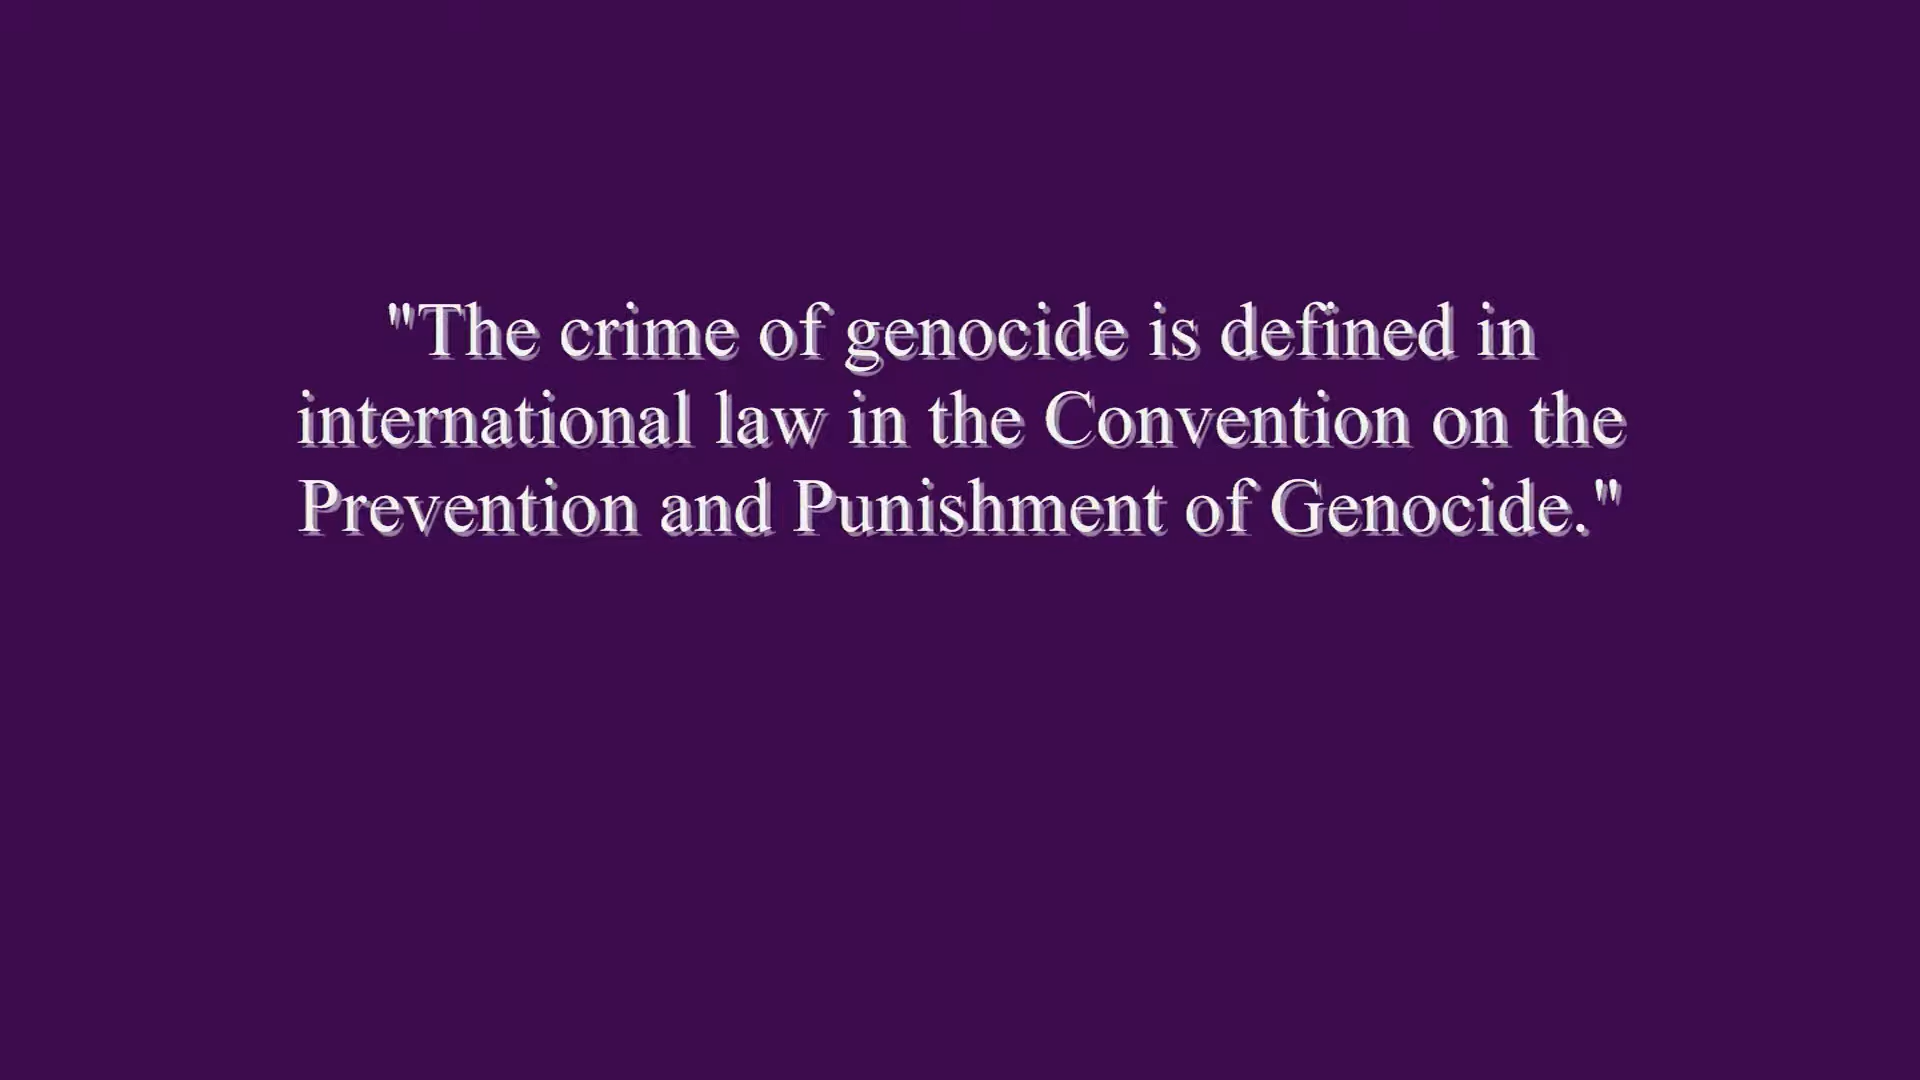 "The crime of genocide is defined in
international law in the Convention on the
Prevention and Punishment of Genocide."